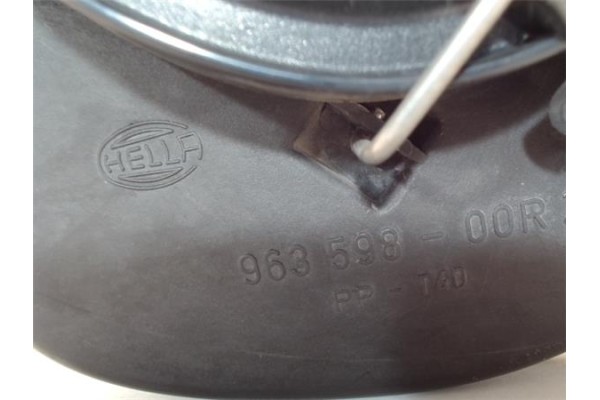 HELLA
963 598 - 00R
PP - T40